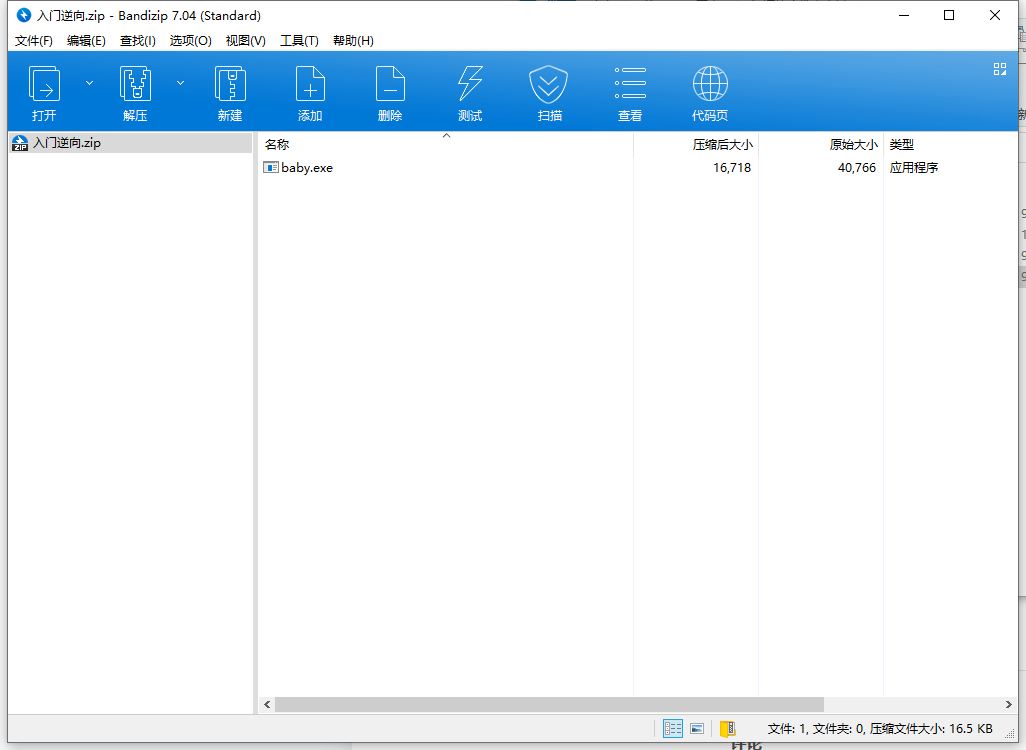 入门逆向.zip - Bandizip 7.04 (Standard)
文件(F) 编辑(E) 查找(I) 选项(O) 视图(V) 工具(T) 帮助(H)
打开 解压 新建 添加 删除 测试 扫描 查看 代码页
入门逆向.zip
名称 压缩后大小 原始大小 类型
baby.exe 16,718 40,766 应用程序
文件: 1, 文件夹: 0, 压缩文件大小: 16.5 KB